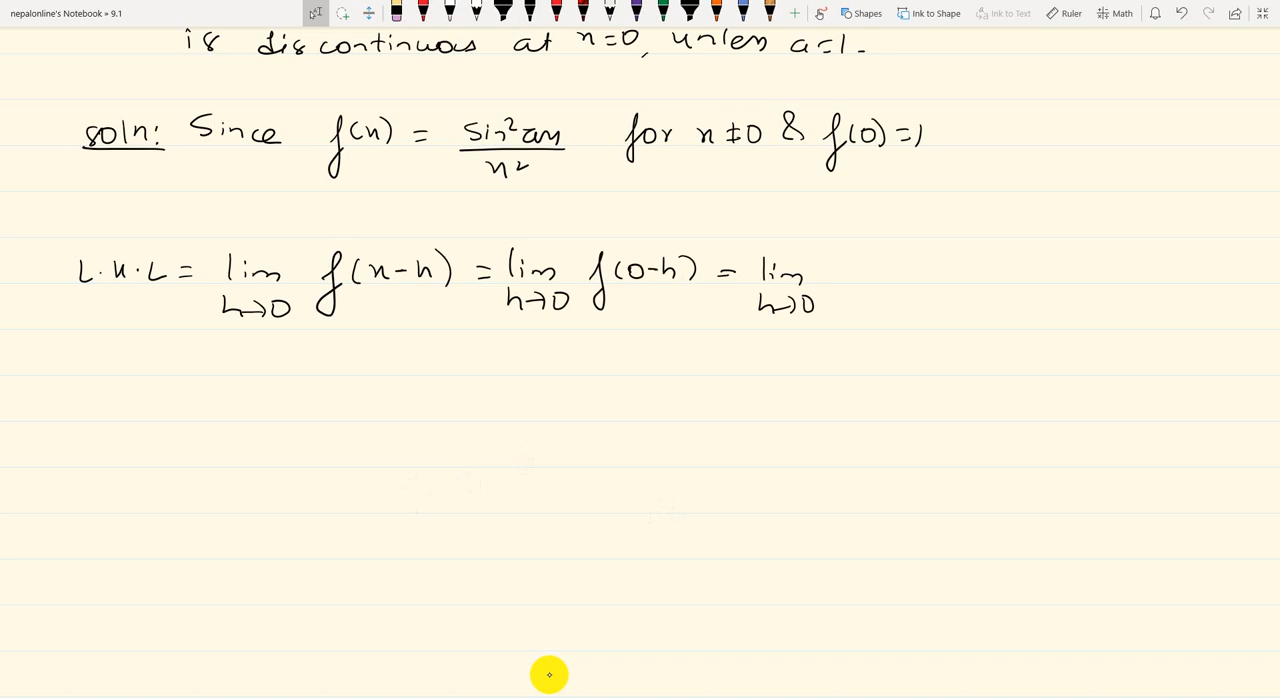 nepalonline's Notebook » 9.1
Shapes Ink to Shape Ink to Text Ruler Math
is discontinuous at x=0, unless a=1.
soln: Since f(x) = sin²ax / x² for x ≠ 0 & f(0) = 1
L.H.L = lim h→0 f(x-h) = lim h→0 f(0-h) = lim h→0